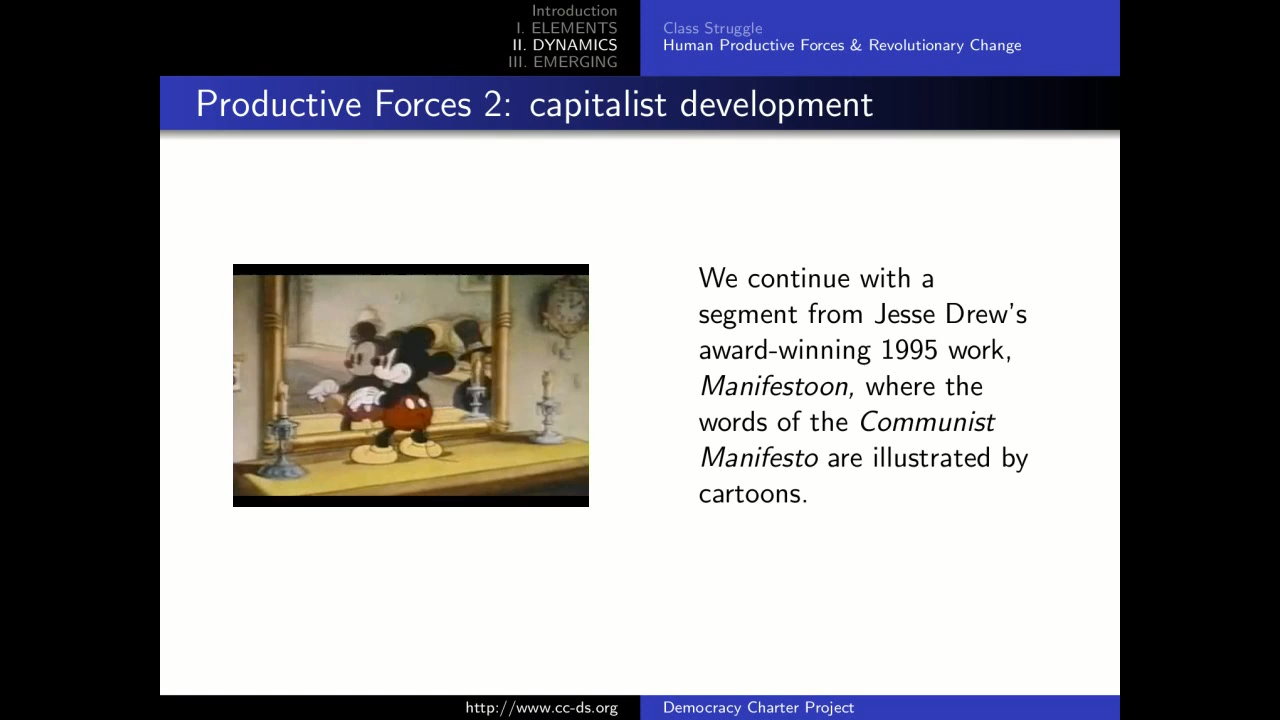 Introduction
I. ELEMENTS
II. DYNAMICS
III. EMERGING
Class Struggle
Human Productive Forces & Revolutionary Change
Productive Forces 2: capitalist development
We continue with a
segment from Jesse Drew's
award-winning 1995 work,
Manifestoon, where the
words of the Communist
Manifesto are illustrated by
cartoons.
http://www.cc-ds.org
Democracy Charter Project